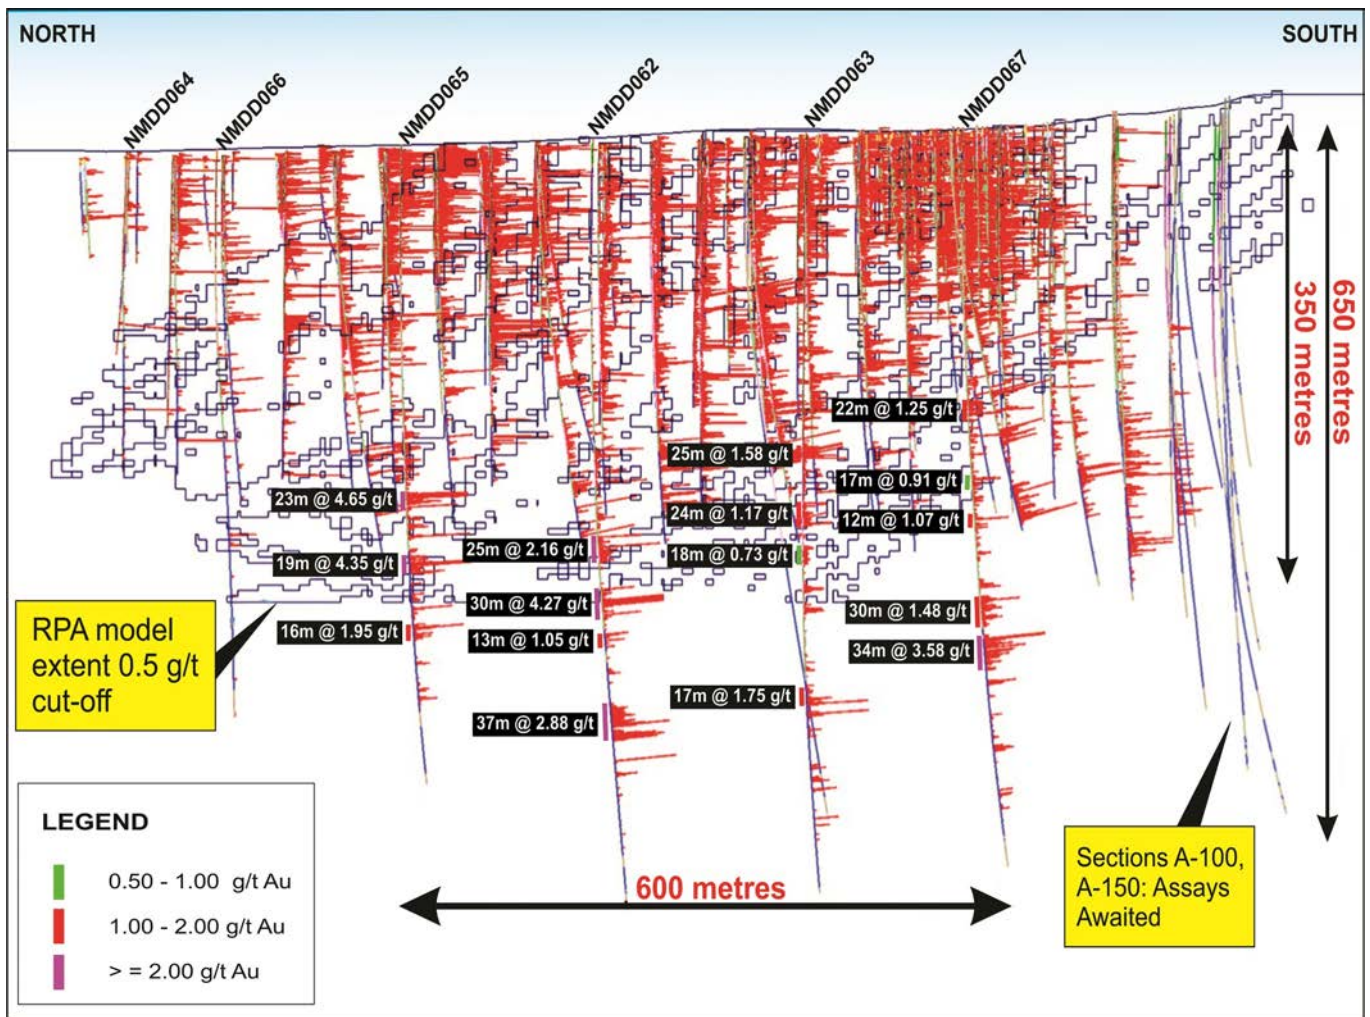 NORTH
SOUTH
NMDD064
NMDD066
NMDD065
NMDD062
NMDD063
NMDD067
350 metres
650 metres
22m @ 1.25 g/t
25m @ 1.58 g/t
17m @ 0.91 g/t
23m @ 4.65 g/t
24m @ 1.17 g/t
12m @ 1.07 g/t
25m @ 2.16 g/t
18m @ 0.73 g/t
19m @ 4.35 g/t
30m @ 4.27 g/t
30m @ 1.48 g/t
16m @ 1.95 g/t
13m @ 1.05 g/t
34m @ 3.58 g/t
17m @ 1.75 g/t
37m @ 2.88 g/t
RPA model
extent 0.5 g/t
cut-off
LEGEND
0.50 - 1.00 g/t Au
1.00 - 2.00 g/t Au
> = 2.00 g/t Au
600 metres
Sections A-100,
A-150: Assays
Awaited